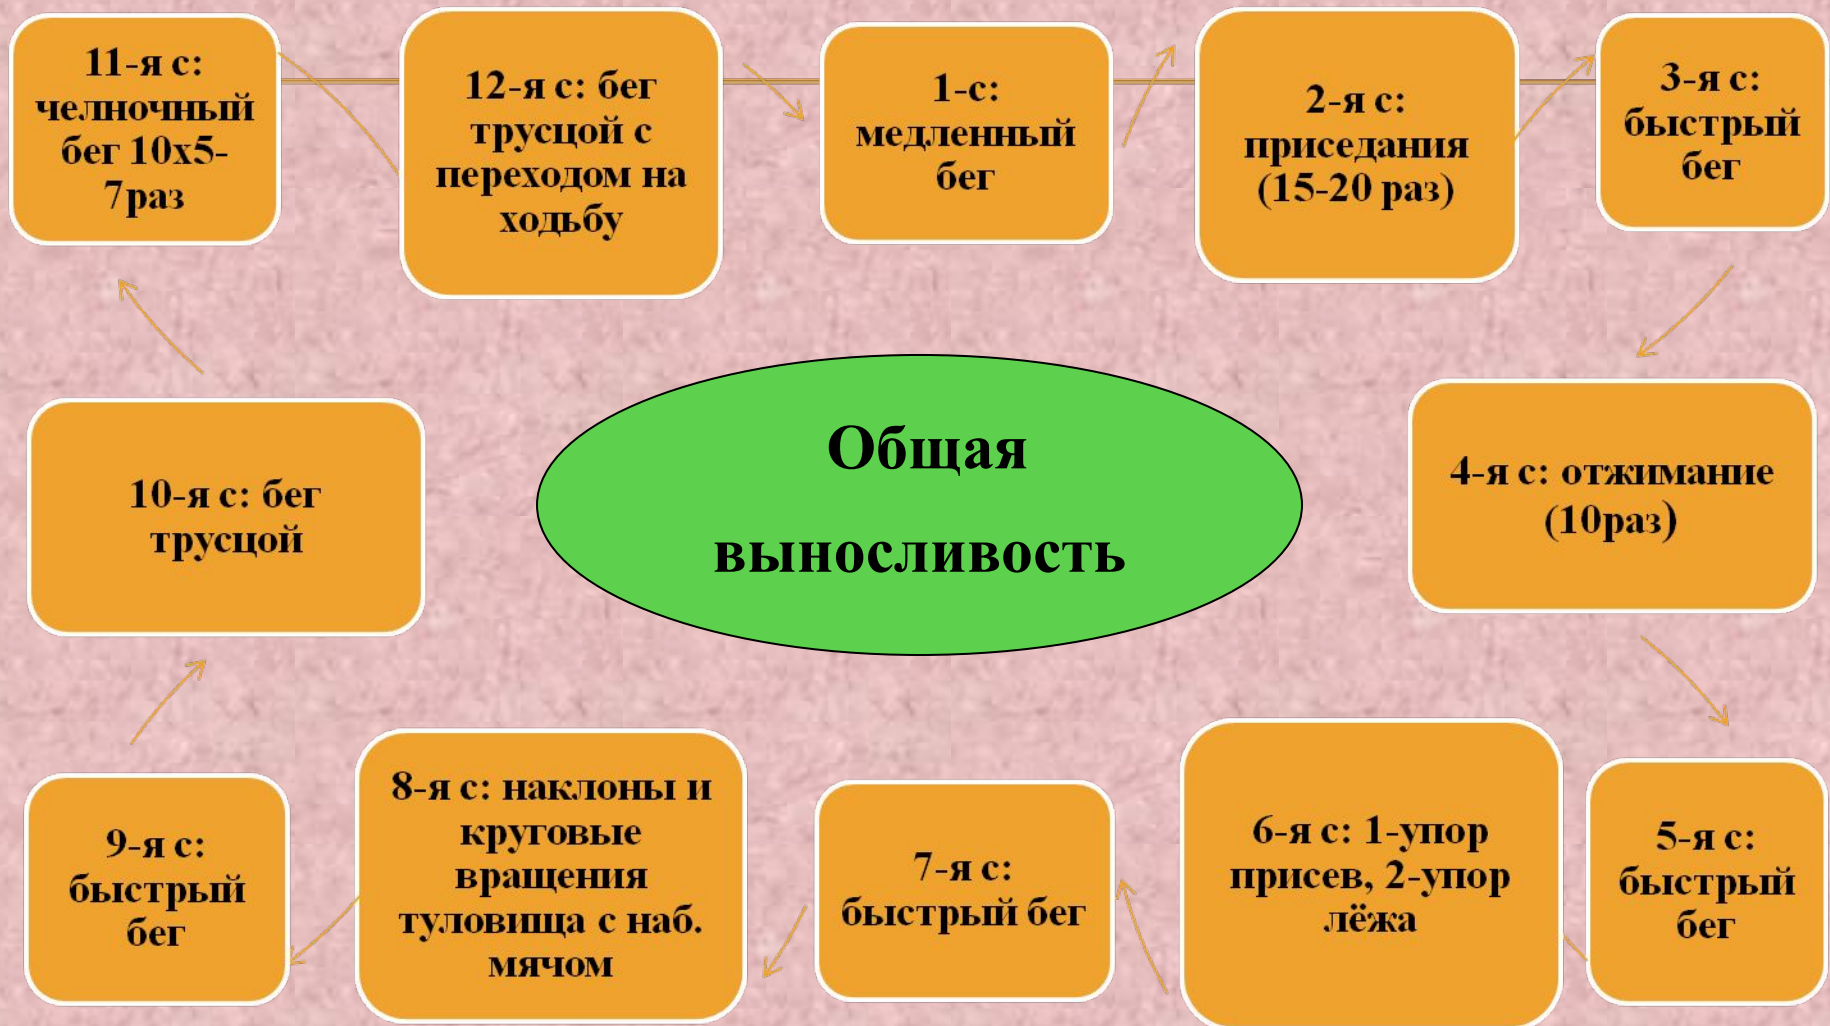 11-я с:
челночный
бег 10х5-
7раз
12-я с: бег
трусцой с
переходом на
ходьбу
1-с:
медленный
бег
2-я с:
приседания
(15-20 раз)
3-я с:
быстрый
бег
10-я с: бег
трусцой
Общая
выносливость
4-я с: отжимание
(10раз)
9-я с:
быстрый
бег
8-я с: наклоны и
круговые
вращения
туловища с наб.
мячом
7-я с:
быстрый бег
6-я с: 1-упор
присев, 2-упор
лёжа
5-я с:
быстрый
бег